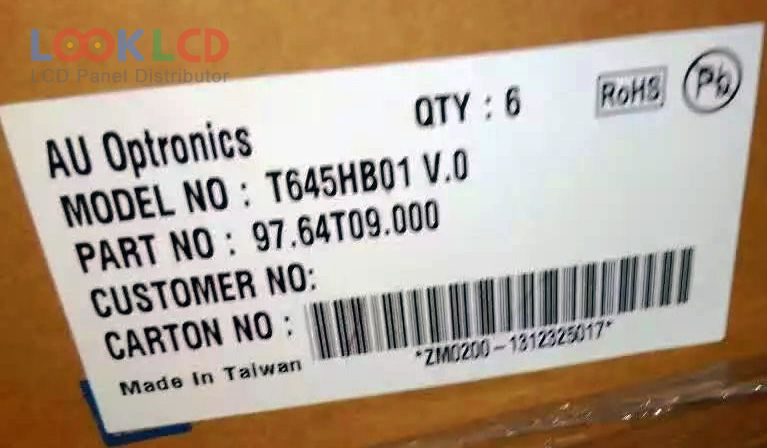 LOOKLCD
LCD Panel Distributor
AU Optronics QTY : 6 RoHS Pb
MODEL NO : T645HB01 V.0
PART NO : 97.64T09.000
CUSTOMER NO:
CARTON NO :
*ZM0200-1312325017*
Made In Taiwan